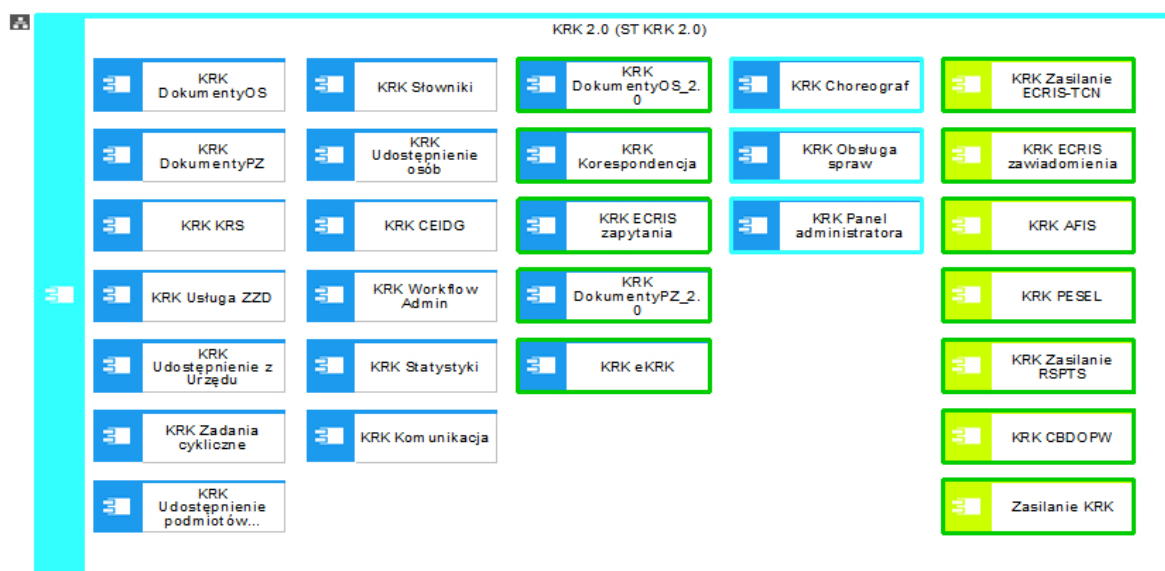 KRK 2.0 (ST KRK 2.0)
KRK
DokumentyOS
KRK Słowniki
KRK
DokumentyOS_2.
0
KRK Choreograf
KRK Zasilanie
ECRIS-TCN
KRK
DokumentyPZ
KRK
Udostępnienie
osób
KRK
Korespondencja
KRK Obsługa
spraw
KRK ECRIS
zawiadomienia
KRK KRS
KRK CEIDG
KRK ECRIS
zapytania
KRK Panel
administratora
KRK AFIS
KRK Usługa ZZD
KRK Workflow
Admin
KRK
DokumentyPZ_2.
0
KRK PESEL
KRK
Udostępnienie z
Urzędu
KRK Statystyki
KRK eKRK
KRK Zasilanie
RSPTS
KRK Zadania
cykliczne
KRK Komunikacja
KRK CBDOPW
KRK
Udostępnienie
podmiotów...
Zasilanie KRK